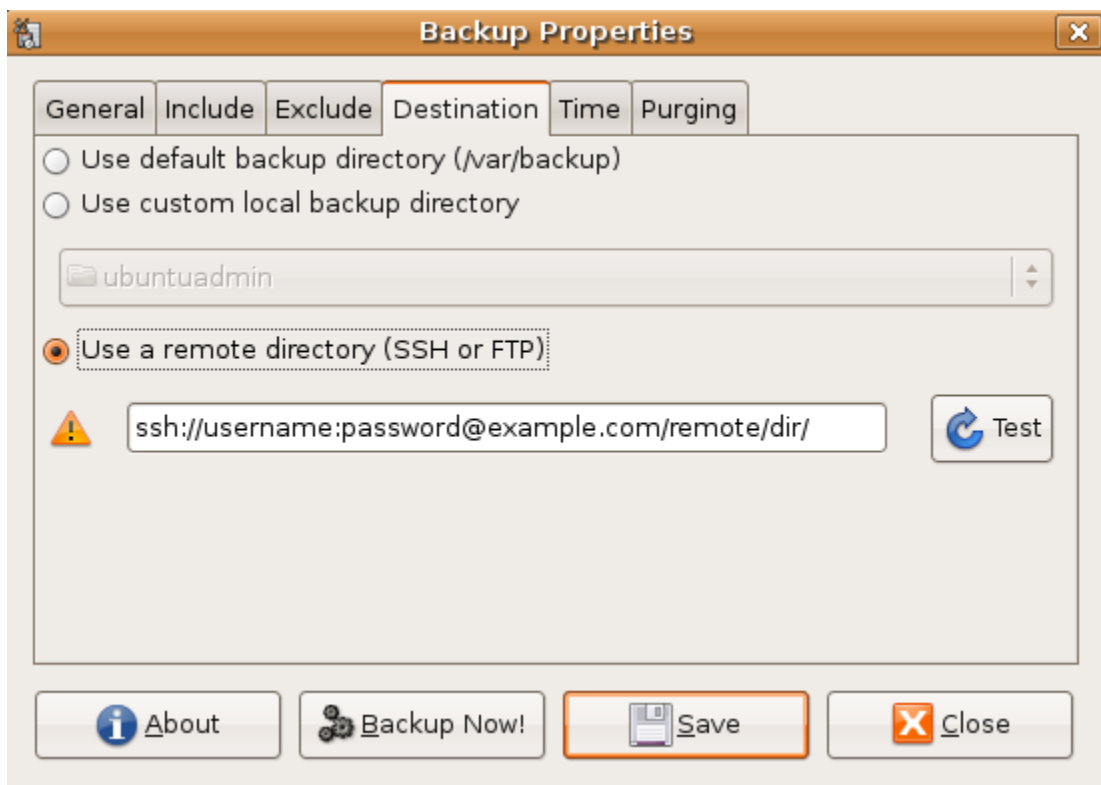 Backup Properties
General Include Exclude Destination Time Purging
Use default backup directory (/var/backup)
Use custom local backup directory
ubuntuadmin
Use a remote directory (SSH or FTP)
ssh://username:password@example.com/remote/dir/ Test
About Backup Now! Save Close